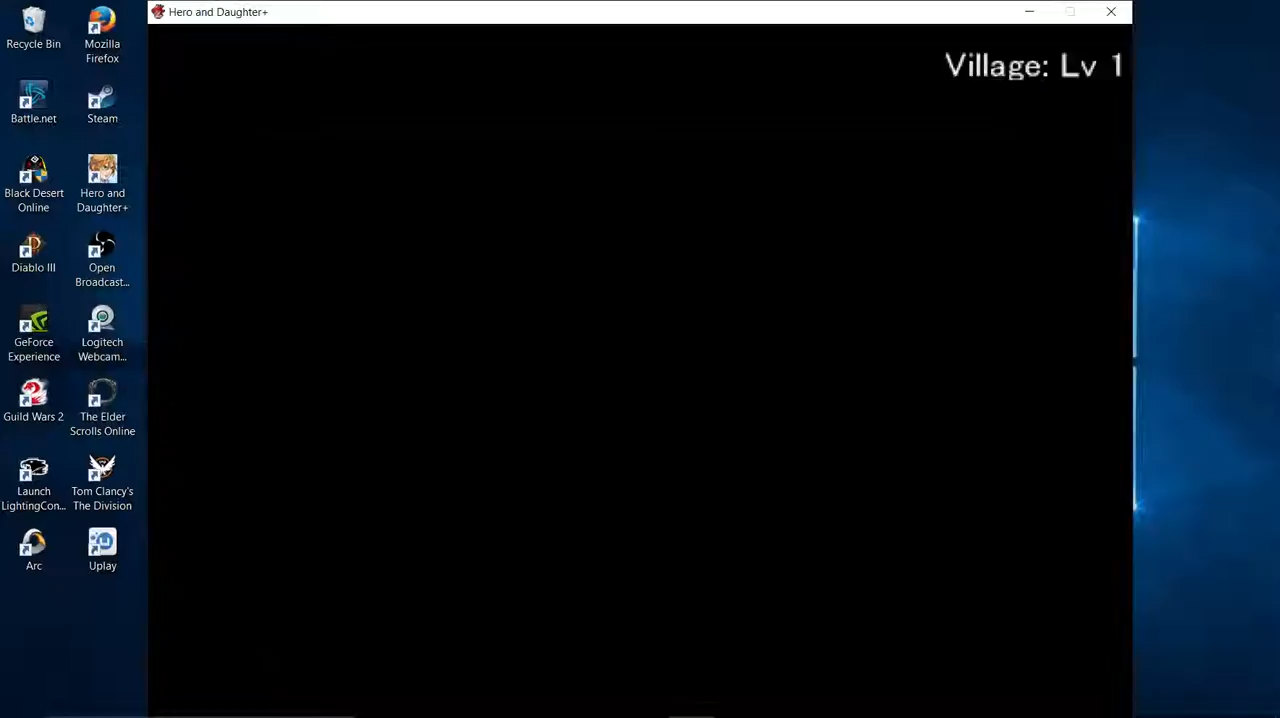 Hero and Daughter+
Village: Lv 1
Recycle Bin
Mozilla
Firefox
Battle.net
Steam
Black Desert
Online
Hero and
Daughter+
Diablo III
Open
Broadcast...
GeForce
Experience
Logitech
Webcam...
Guild Wars 2
The Elder
Scrolls Online
Launch
LightingCon...
Tom Clancy's
The Division
Arc
Uplay